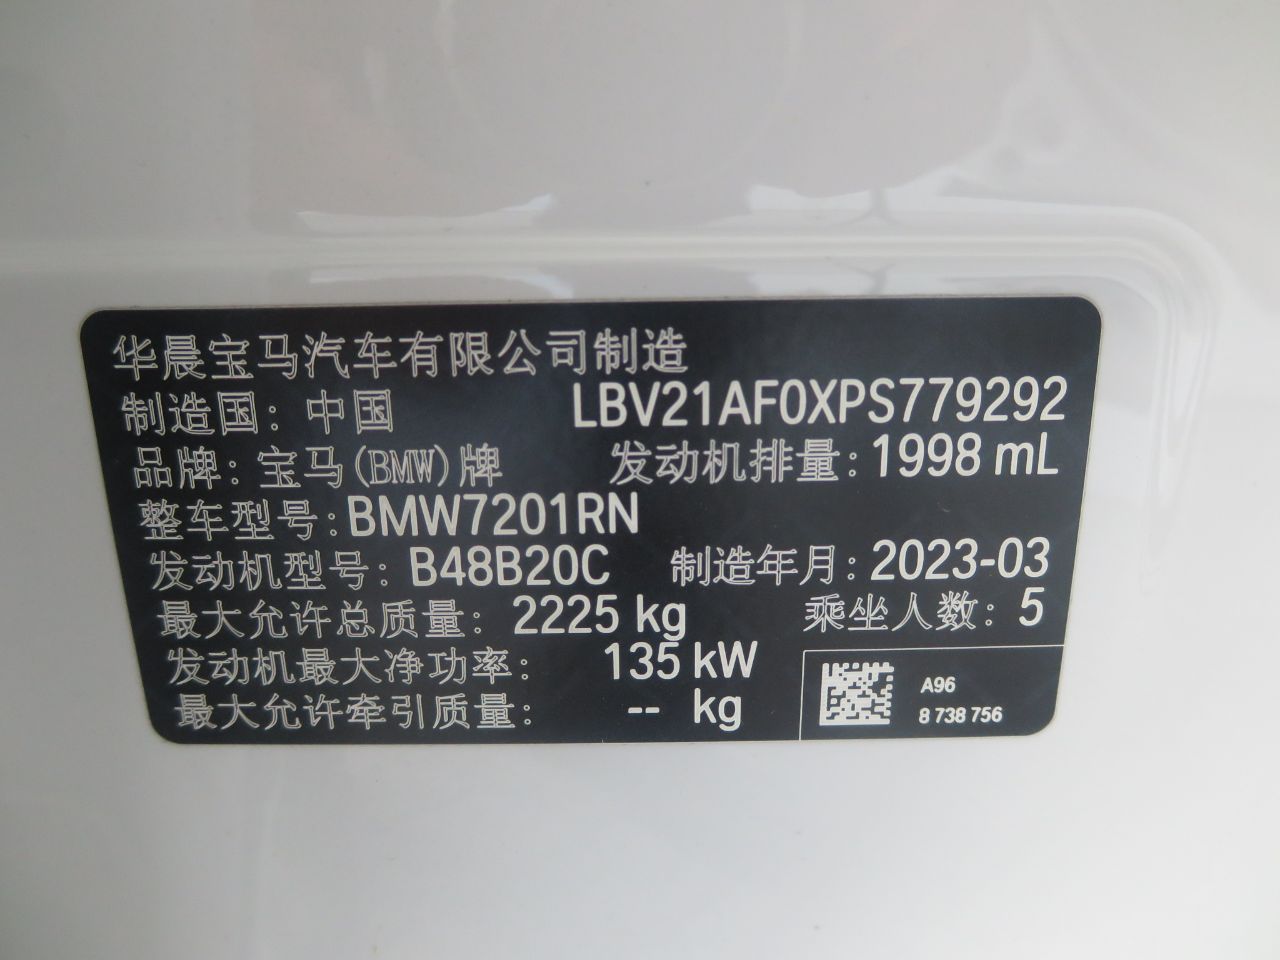 华晨宝马汽车有限公司制造
制造国：中国 LBV21AF0XPS779292
品牌：宝马(BMW)牌 发动机排量：1998 mL
整车型号：BMW7201RN
发动机型号：B48B20C 制造年月：2023-03
最大允许总质量：2225 kg 乘坐人数：5
发动机最大净功率：135 kW
最大允许牵引质量：-- kg
A96
8 738 756